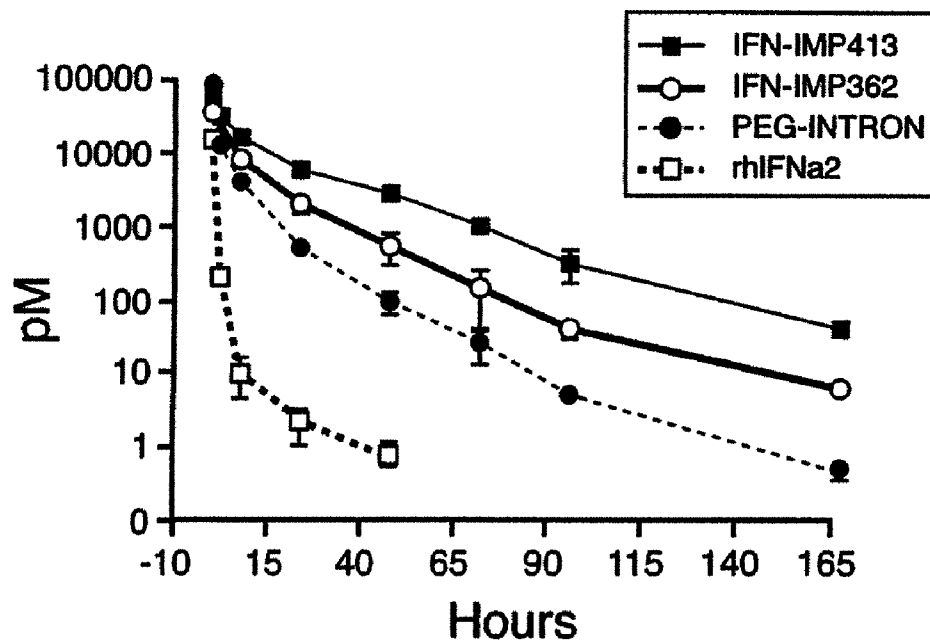 IFN-IMP413
IFN-IMP362
PEG-INTRON
rhIFNa2
100000
10000
1000
100
10
1
0
pM
-10 15 40 65 90 115 140 165
Hours